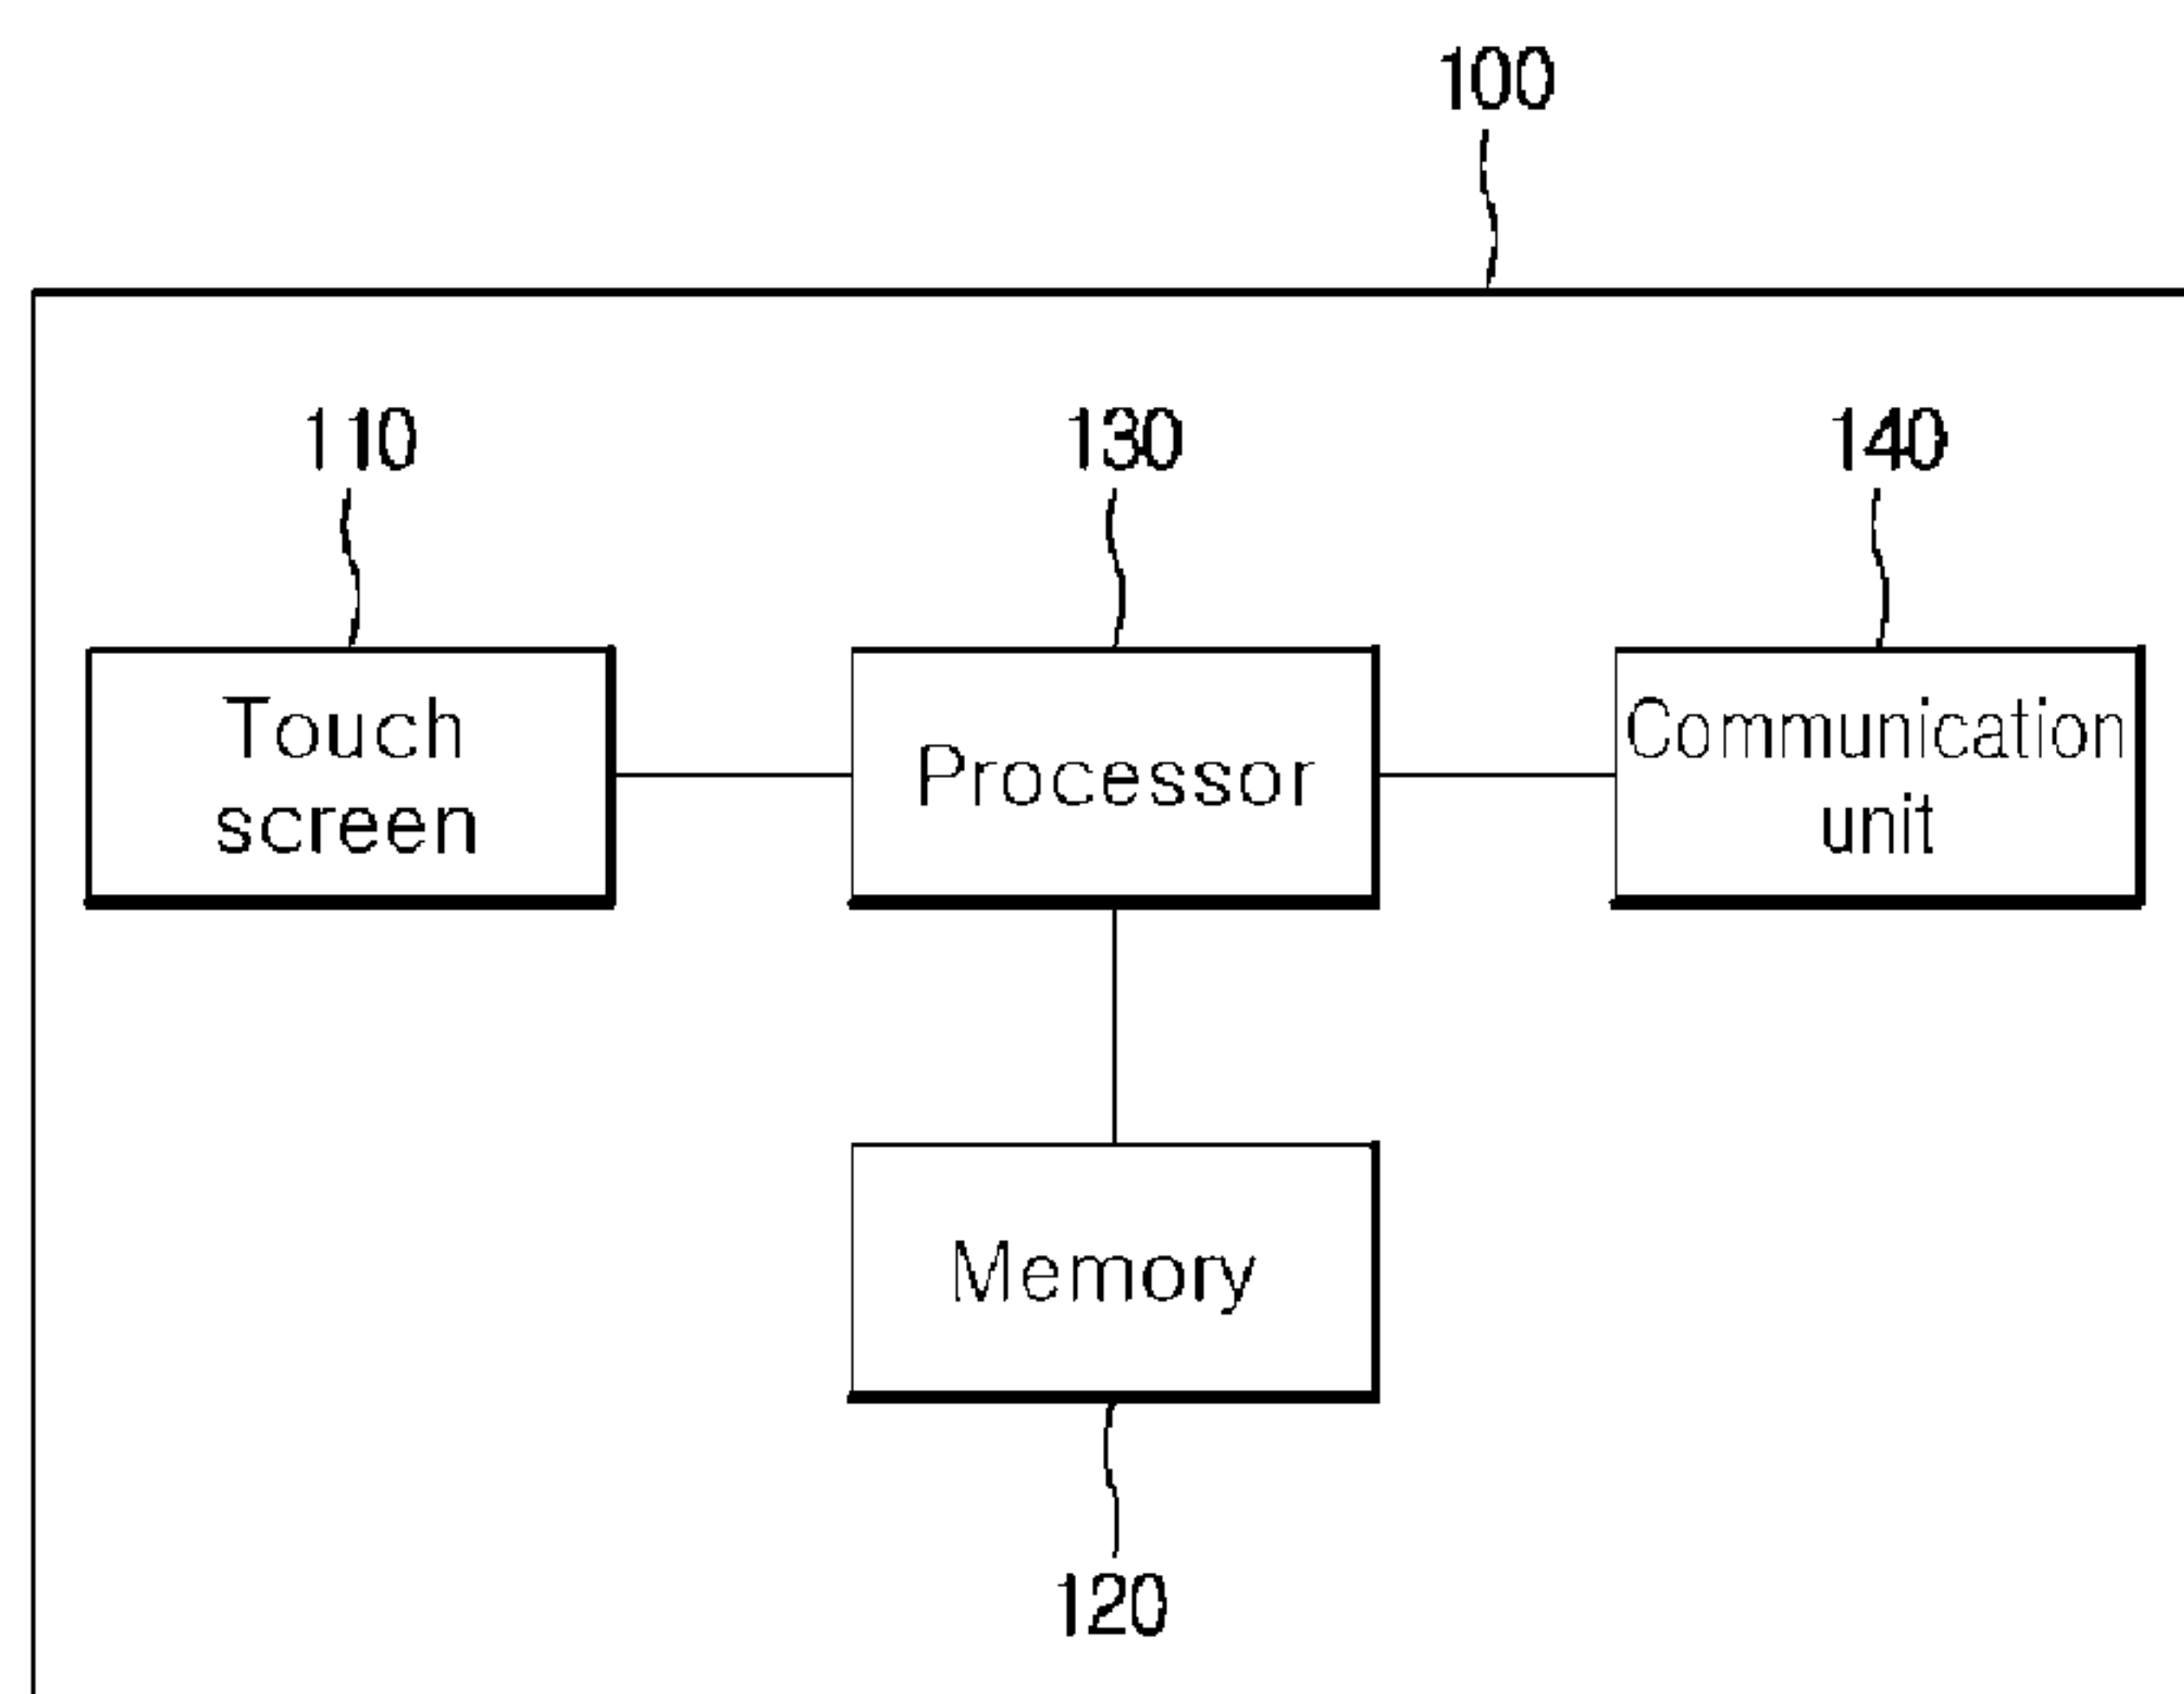 100
110
130
140
Touch
screen
Processor
Communication
unit
Memory
120